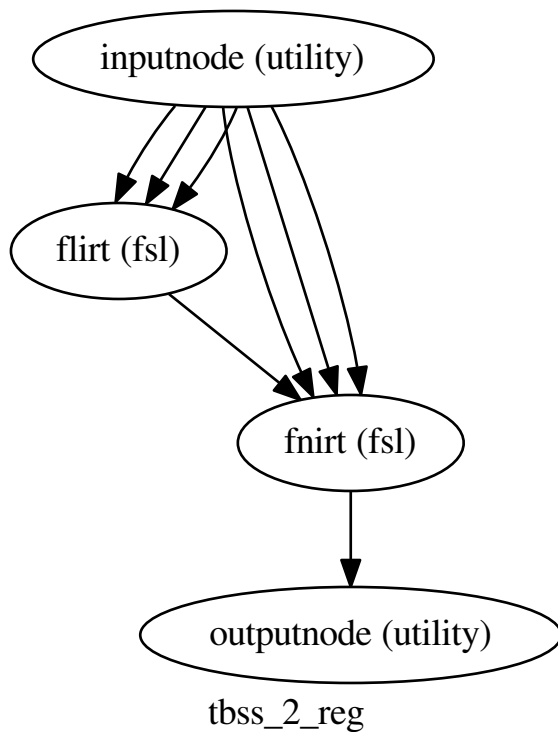 inputnode (utility)
flirt (fsl)
fnirt (fsl)
outputnode (utility)
tbss_2_reg